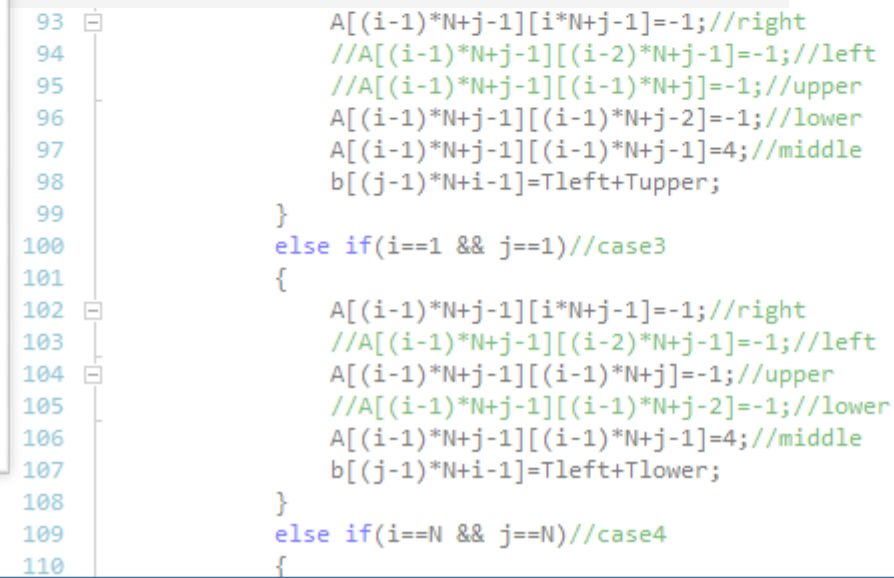 93 A[(i-1)*N+j-1][i*N+j-1]=-1;//right
94 //A[(i-1)*N+j-1][(i-2)*N+j-1]=-1;//left
95 //A[(i-1)*N+j-1][(i-1)*N+j]=-1;//upper
96 A[(i-1)*N+j-1][(i-1)*N+j-2]=-1;//lower
97 A[(i-1)*N+j-1][(i-1)*N+j-1]=4;//middle
98 b[(j-1)*N+i-1]=Tleft+Tupper;
99 }
100 else if(i==1 && j==1)//case3
101 {
102 A[(i-1)*N+j-1][i*N+j-1]=-1;//right
103 //A[(i-1)*N+j-1][(i-2)*N+j-1]=-1;//left
104 A[(i-1)*N+j-1][(i-1)*N+j]=-1;//upper
105 //A[(i-1)*N+j-1][(i-1)*N+j-2]=-1;//lower
106 A[(i-1)*N+j-1][(i-1)*N+j-1]=4;//middle
107 b[(j-1)*N+i-1]=Tleft+Tlower;
108 }
109 else if(i==N && j==N)//case4
110 {